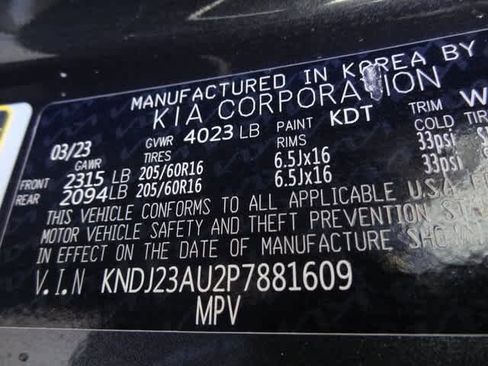 MANUFACTURED IN KOREA BY
KIA CORPORATION
03/23 GVWR 4023 LB PAINT KDT TRIM
GAWR TIRES RIMS COLD
FRONT 2315 LB 205/60R16 6.5Jx16 33psi
REAR 2094 LB 205/60R16 6.5Jx16 33psi
THIS VEHICLE CONFORMS TO ALL APPLICABLE U.S.A.
MOTOR VEHICLE SAFETY AND THEFT PREVENTION
IN EFFECT ON THE DATE OF MANUFACTURE
V.I.N KNDJ23AU2P7881609
MPV